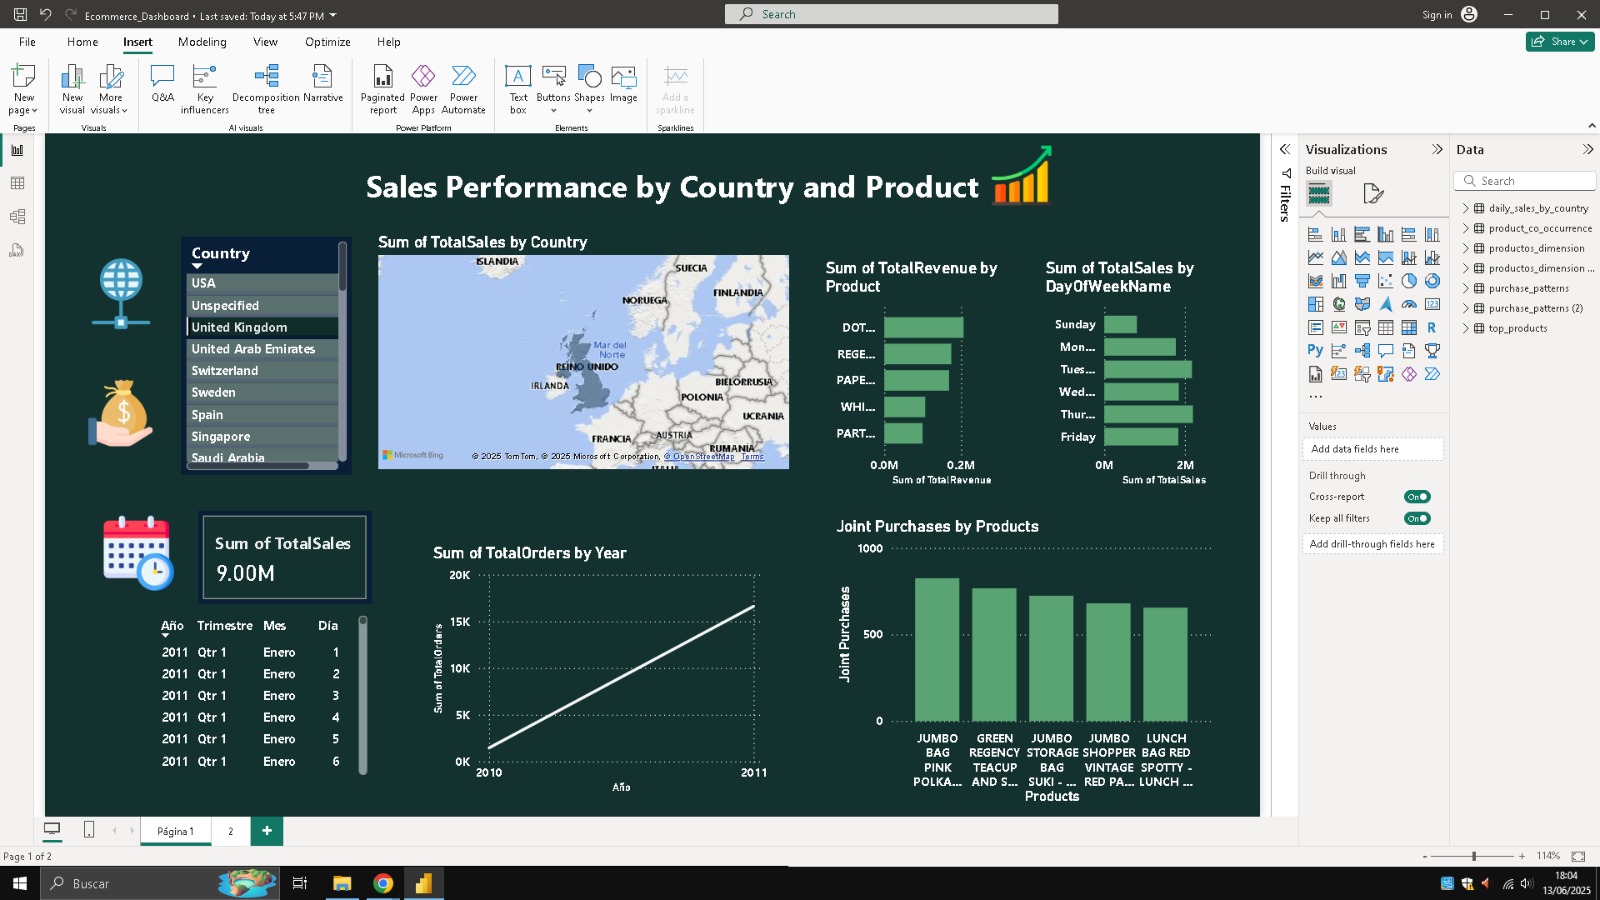 Ecommerce_Dashboard • Last saved: Today at 5:47 PM
Search
Sign in
File Home Insert Modeling View Optimize Help
Share
New page
New visual
More visuals
Q&A
Key influencers
Decomposition tree
Narrative
Paginated report
Power Apps
Power Automate
Text box
Buttons
Shapes
Image
Add a sparkline
Pages Visuals AI visuals Power Platform Elements Sparklines
Sales Performance by Country and Product
Country
USA
Unspecified
United Kingdom
United Arab Emirates
Switzerland
Sweden
Spain
Singapore
Saudi Arabia
Sum of TotalSales by Country
ISLANDIA
SUECIA
FINLANDIA
NORUEGA
Mar del Norte
REINO UNIDO
IRLANDA
BIELORRUSIA
POLONIA
UCRANIA
FRANCIA
AUSTRIA
RUMANÍA
Microsoft Bing
© 2025 TomTom, © 2025 Microsoft Corporation, © OpenStreetMap Terms
Sum of TotalRevenue by
Product
DOT...
REGE...
PAPE...
WHI...
PART...
0.0M 0.2M
Sum of TotalRevenue
Sum of TotalSales by
DayOfWeekName
Sunday
Mon...
Tues...
Wed...
Thur...
Friday
0M 2M
Sum of TotalSales
Sum of TotalSales
9.00M
Año Trimestre Mes Día
2011 Qtr 1 Enero 1
2011 Qtr 1 Enero 2
2011 Qtr 1 Enero 3
2011 Qtr 1 Enero 4
2011 Qtr 1 Enero 5
2011 Qtr 1 Enero 6
Sum of TotalOrders by Year
Sum of TotalOrders
20K
15K
10K
5K
0K
2010 2011
Año
Joint Purchases by Products
Joint Purchases
1000
500
0
JUMBO BAG PINK POLKA...
GREEN REGENCY TEACUP AND S...
JUMBO STORAGE BAG SUKI - ...
JUMBO SHOPPER VINTAGE RED PA...
LUNCH BAG RED SPOTTY - LUNCH ...
Products
Filters
Visualizations
Build visual
R
Py
123
...
Values
Add data fields here
Drill through
Cross-report On
Keep all filters On
Add drill-through fields here
Data
Search
daily_sales_by_country
product_co_occurrence
productos_dimension
productos_dimension ...
purchase_patterns
purchase_patterns (2)
top_products
Página 1 2 +
Page 1 of 2
- + 114%
Buscar
18:04
13/06/2025